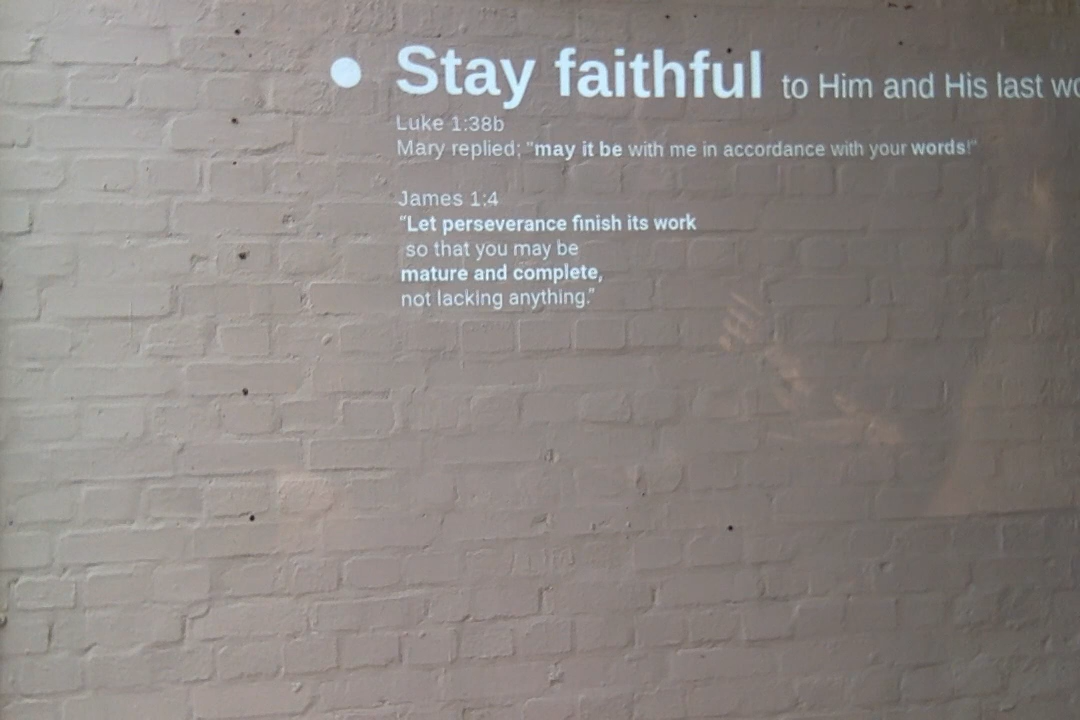 • Stay faithful to Him and His last
Luke 1:38b
Mary replied; "may it be with me in accordance with your words!"
James 1:4
"Let perseverance finish its work
so that you may be
mature and complete,
not lacking anything."